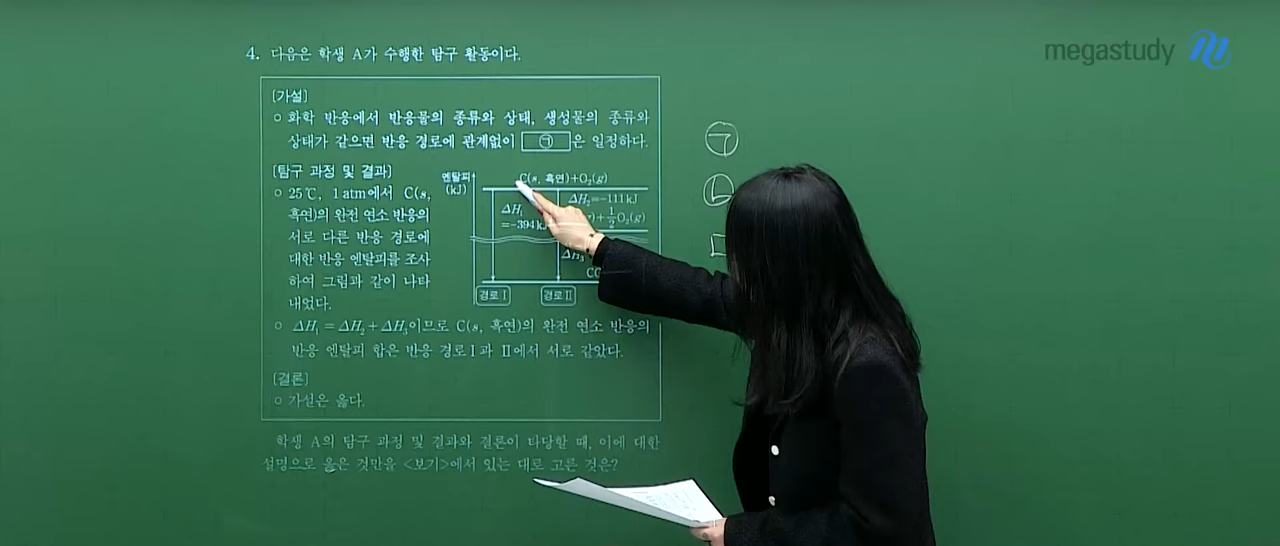 megastudy
4. 다음은 학생 A가 수행한 탐구 활동이다.
[가설]
○ 화학 반응에서 반응물의 종류와 상태, 생성물의 종류와
상태가 같으면 반응 경로에 관계없이 ㉠은 일정하다.
[탐구 과정 및 결과]
○ 25℃, 1 atm에서 C(s,
흑연)의 완전 연소 반응의
서로 다른 반응 경로에
대한 반응 엔탈피를 조사
하여 그림과 같이 나타
내었다.
엔탈피
(kJ)
C(s, 흑연)+O₂(g)
ΔH₂=-111 kJ
ΔH₁
=-394 kJ
+½O₂(g)
ΔH₃
경로Ⅰ
경로Ⅱ
○ ΔH₁ = ΔH₂ + ΔH₃이므로 C(s, 흑연)의 완전 연소 반응의
반응 엔탈피 합은 반응 경로Ⅰ과 Ⅱ에서 서로 같았다.
[결론]
○ 가설은 옳다.
학생 A의 탐구 과정 및 결과와 결론이 타당할 때, 이에 대한
설명으로 옳은 것만을 <보기>에서 있는 대로 고른 것은?
㉠
㉡
ㄷ